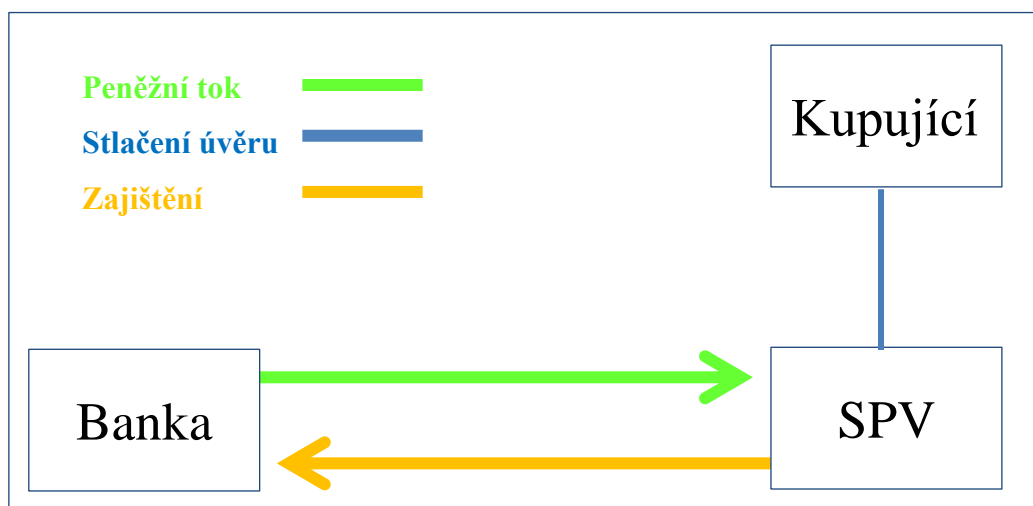 Peněžní tok
Stlačení úvěru
Zajištění
Kupující
Banka
SPV